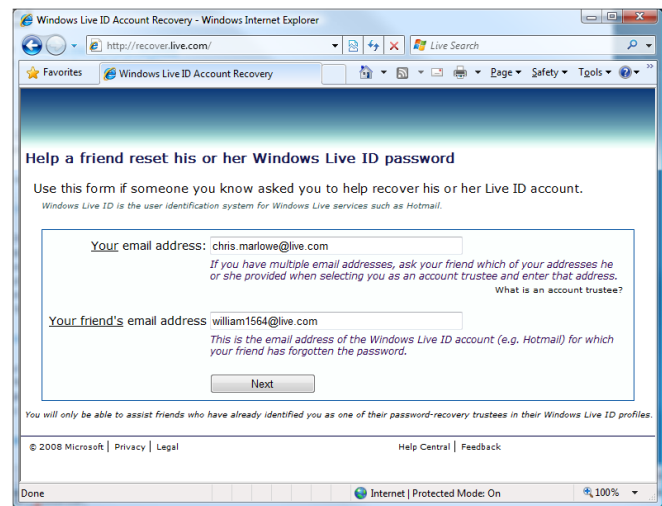 Windows Live ID Account Recovery - Windows Internet Explorer
http://recover.live.com/
Live Search
Favorites
Windows Live ID Account Recovery
Page
Safety
Tools
Help a friend reset his or her Windows Live ID password
Use this form if someone you know asked you to help recover his or her Live ID account.
Windows Live ID is the user identification system for Windows Live services such as Hotmail.
Your email address: chris.marlowe@live.com
If you have multiple email addresses, ask your friend which of your addresses he
or she provided when selecting you as an account trustee and enter that address.
What is an account trustee?
Your friend's email address william1564@live.com
This is the email address of the Windows Live ID account (e.g. Hotmail) for which
your friend has forgotten the password.
Next
You will only be able to assist friends who have already identified you as one of their password-recovery trustees in their Windows Live ID profiles.
© 2008 Microsoft | Privacy | Legal
Help Central | Feedback
Done
Internet | Protected Mode: On
100%